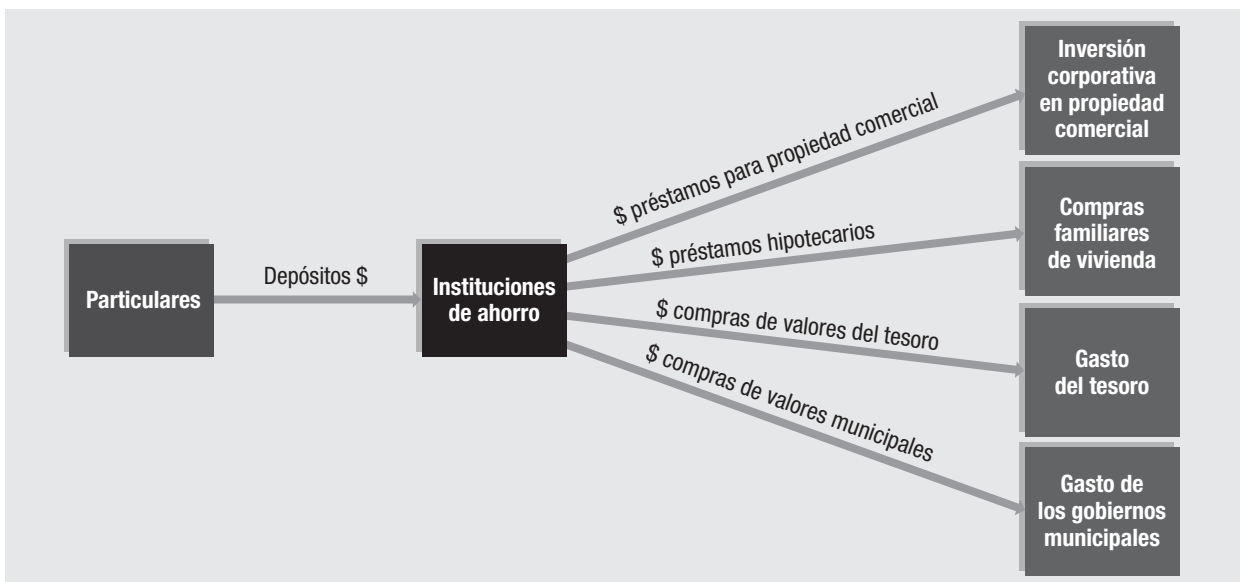 Particulares
Depósitos $
Instituciones
de ahorro
$ préstamos para propiedad comercial
$ préstamos hipotecarios
$ compras de valores del tesoro
$ compras de valores municipales
Inversión
corporativa
en propiedad
comercial
Compras
familiares
de vivienda
Gasto
del tesoro
Gasto de
los gobiernos
municipales